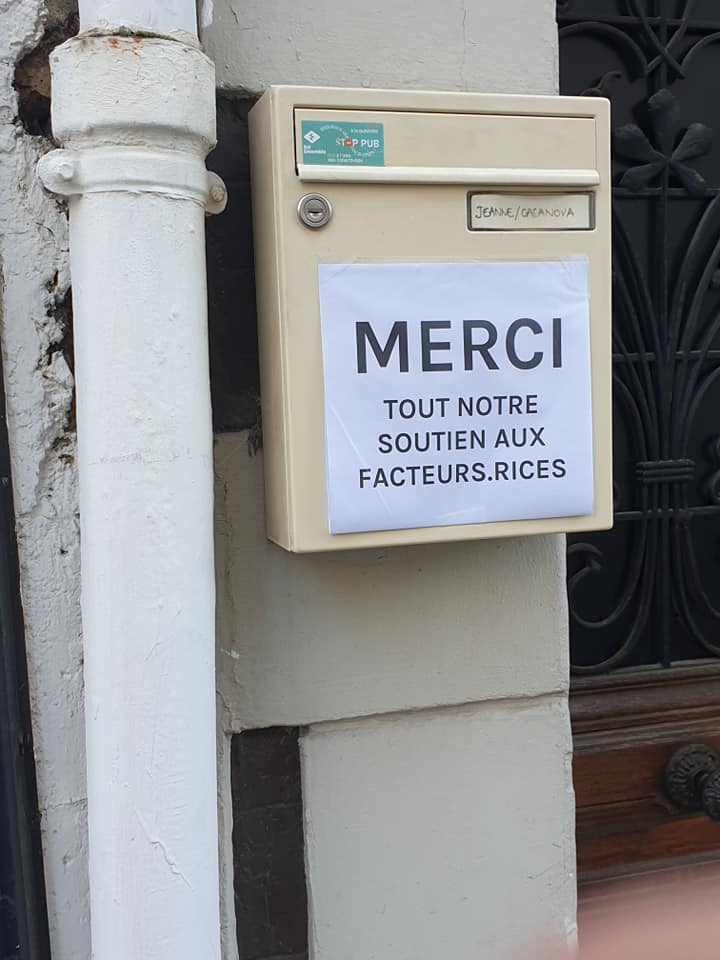 STOP PUB
JEANNE/CASANOVA
MERCI
TOUT NOTRE
SOUTIEN AUX
FACTEURS.RICES